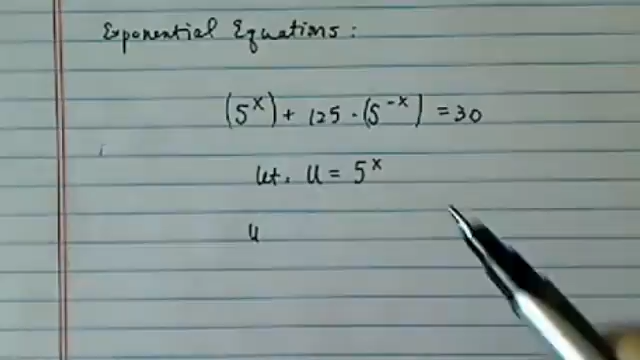 Exponential Equations:
(5^x) + 125 · (5^-x) = 30
let, u = 5^x
u